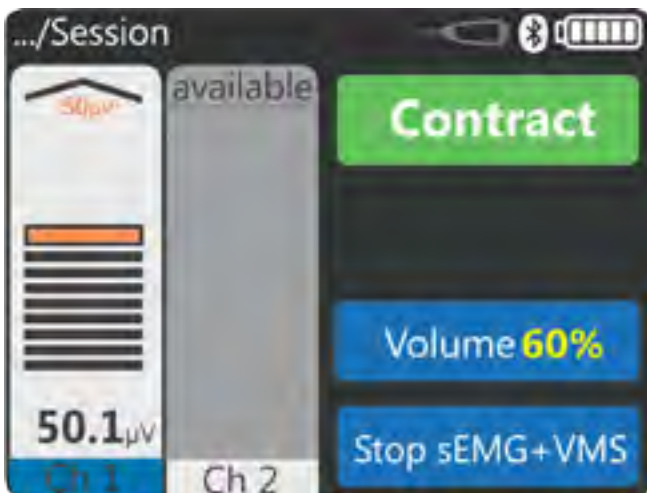 .../Session
50µV
available
Contract
Volume 60%
50.1µV
Stop sEMG+VMS
Ch 1
Ch 2